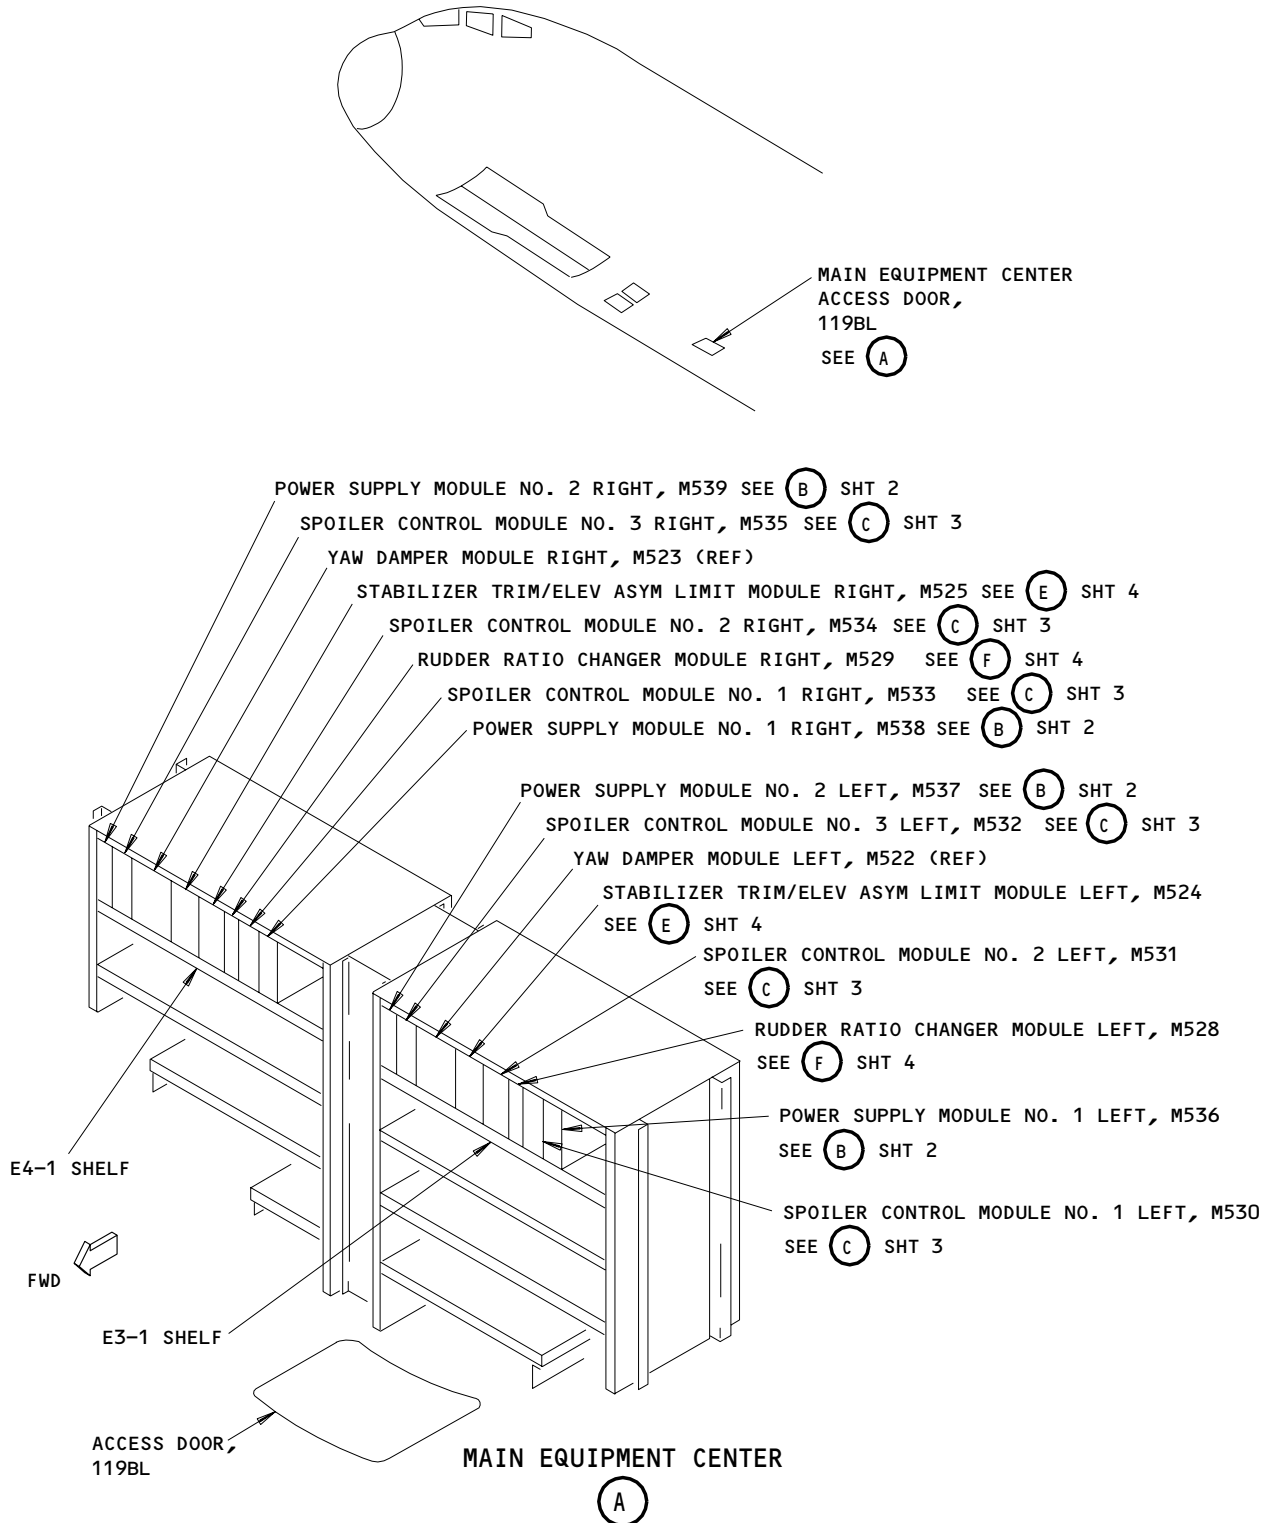 MAIN EQUIPMENT CENTER
ACCESS DOOR,
119BL
SEE A
POWER SUPPLY MODULE NO. 2 RIGHT, M539 SEE B SHT 2
SPOILER CONTROL MODULE NO. 3 RIGHT, M535 SEE C SHT 3
YAW DAMPER MODULE RIGHT, M523 (REF)
STABILIZER TRIM/ELEV ASYM LIMIT MODULE RIGHT, M525 SEE E SHT 4
SPOILER CONTROL MODULE NO. 2 RIGHT, M534 SEE C SHT 3
RUDDER RATIO CHANGER MODULE RIGHT, M529 SEE F SHT 4
SPOILER CONTROL MODULE NO. 1 RIGHT, M533 SEE C SHT 3
POWER SUPPLY MODULE NO. 1 RIGHT, M538 SEE B SHT 2
POWER SUPPLY MODULE NO. 2 LEFT, M537 SEE B SHT 2
SPOILER CONTROL MODULE NO. 3 LEFT, M532 SEE C SHT 3
YAW DAMPER MODULE LEFT, M522 (REF)
STABILIZER TRIM/ELEV ASYM LIMIT MODULE LEFT, M524
SEE E SHT 4
SPOILER CONTROL MODULE NO. 2 LEFT, M531
SEE C SHT 3
RUDDER RATIO CHANGER MODULE LEFT, M528
SEE F SHT 4
POWER SUPPLY MODULE NO. 1 LEFT, M536
SEE B SHT 2
E4-1 SHELF
SPOILER CONTROL MODULE NO. 1 LEFT, M530
SEE C SHT 3
FWD
E3-1 SHELF
ACCESS DOOR,
119BL
MAIN EQUIPMENT CENTER
A